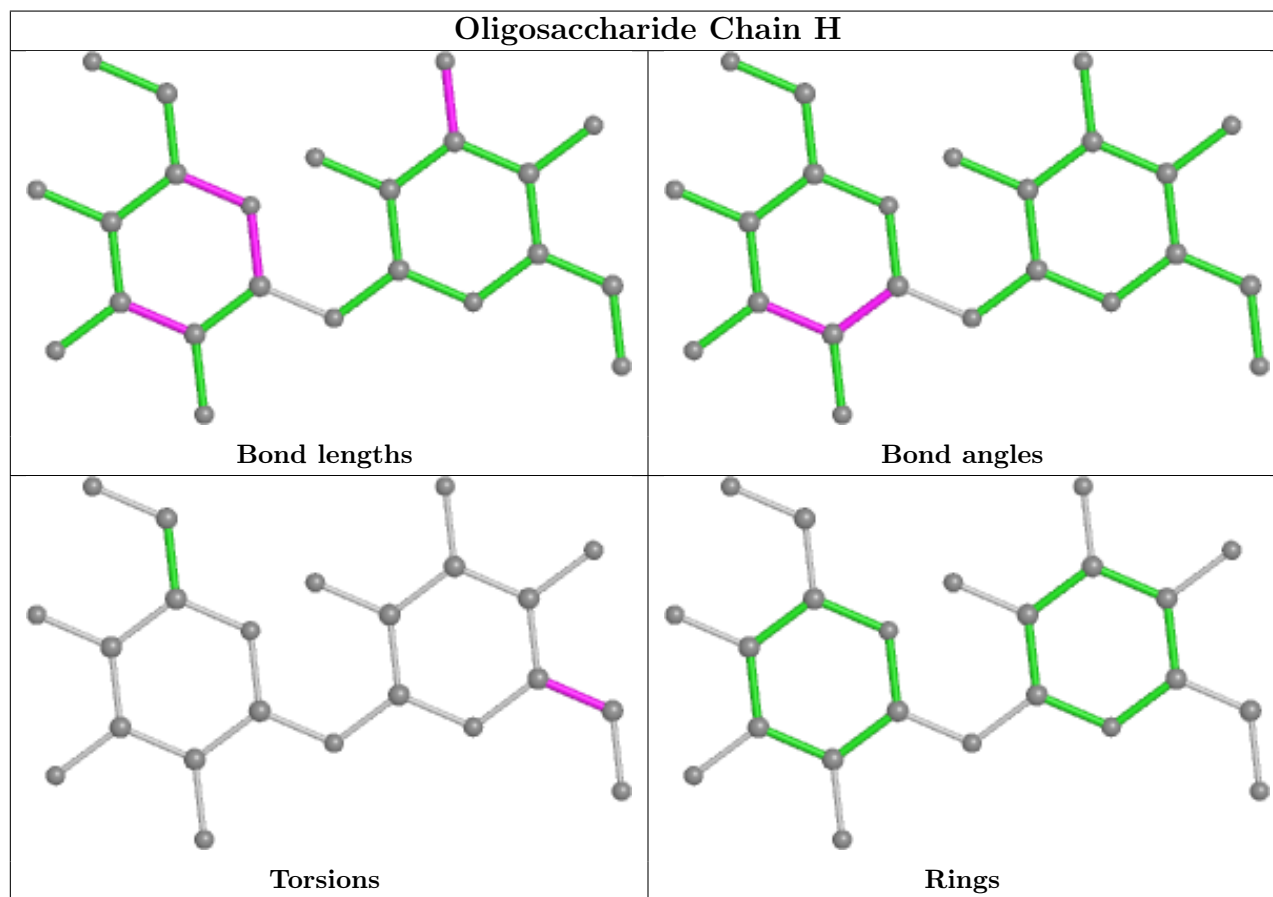 Oligosaccharide Chain H
Bond lengths
Bond angles
Torsions
Rings